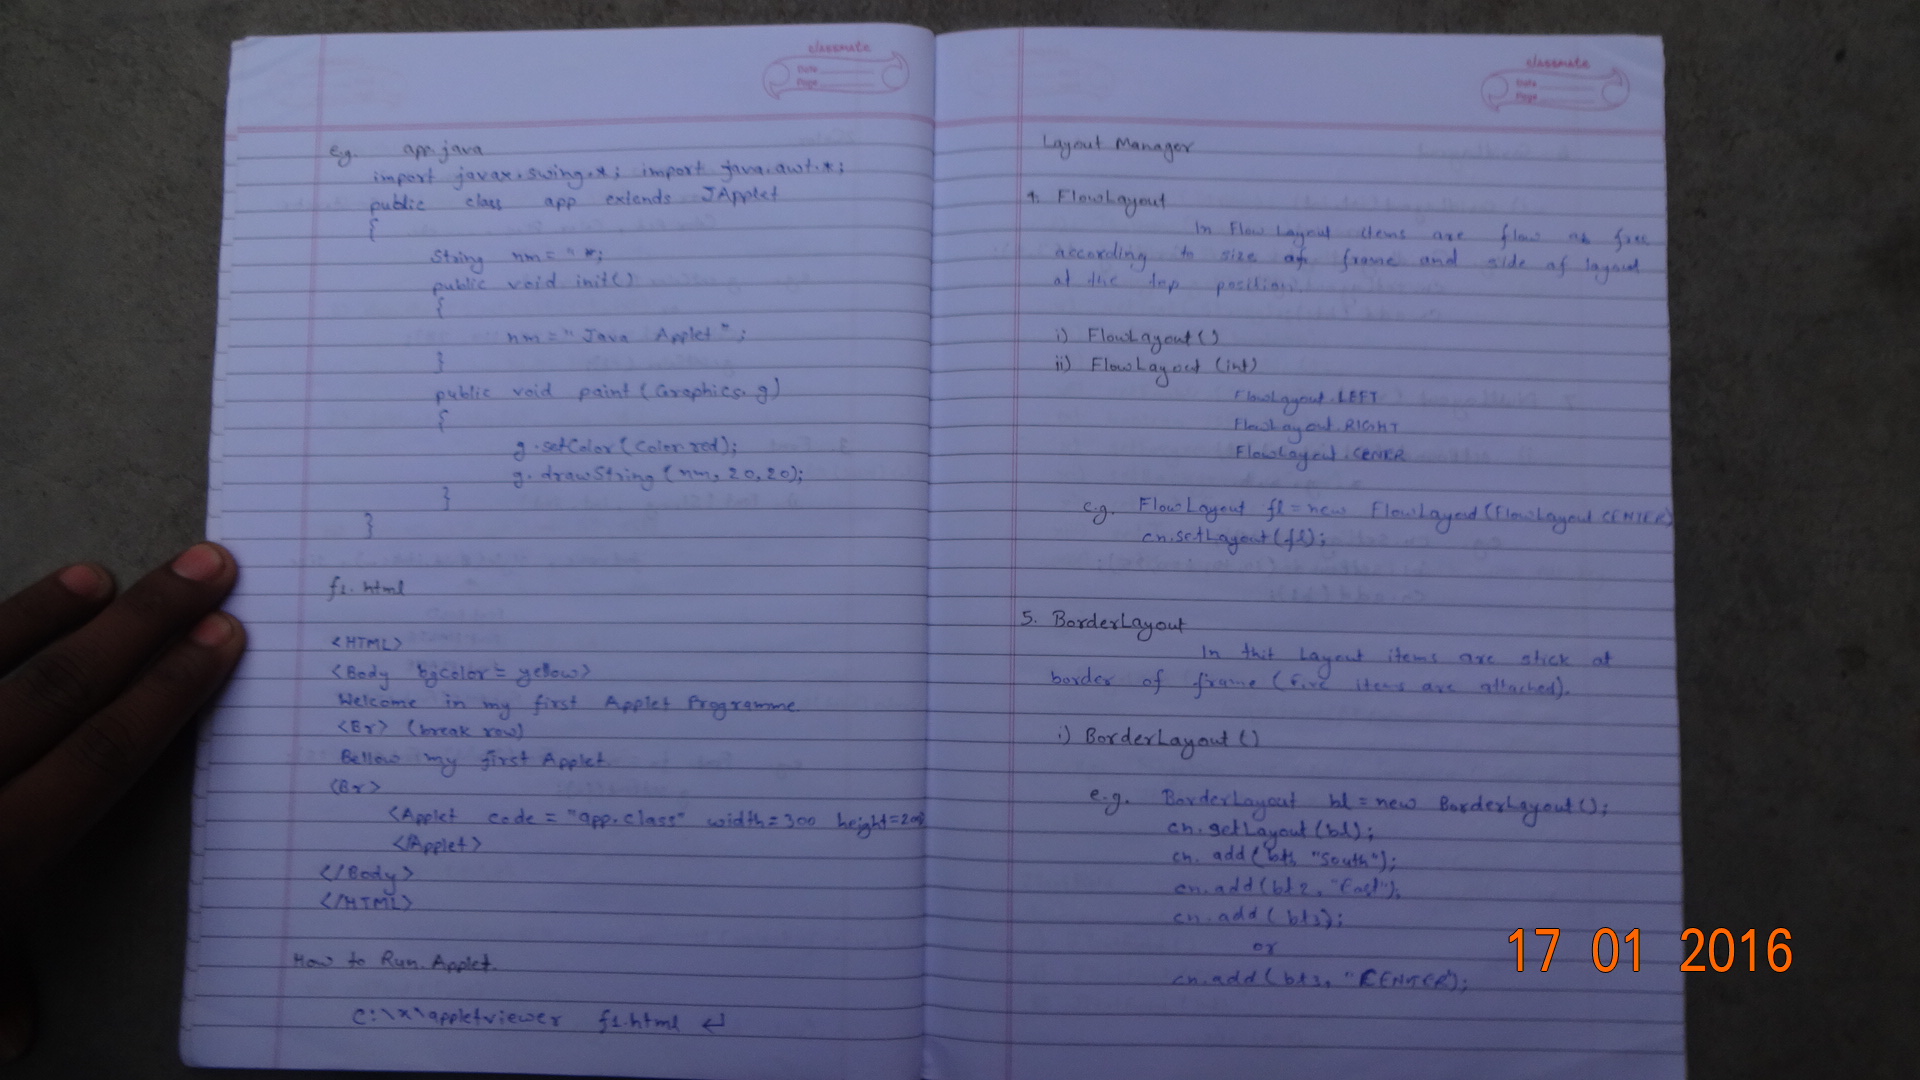 classmate
Date
Page
e.g. app.java
import javax.swing.*; import java.awt.*;
public class app extends JApplet
{
String nm = " *;
public void init()
{
nm = "Java Applet";
}
public void paint (Graphics. g)
{
g.setColor (Color.red);
g. drawString (nm, 20,20);
}
}
f1.html
<HTML>
<Body bgcolor = yellow>
Welcome in my first Applet Programme
<Br> (break row)
Bellow my first Applet
<Br>
<Applet code = "app.class" width=300 height=200
</Applet>
</Body>
</HTML>
How to Run Applet.
C:\x\appletviewer f1.html ↵
classmate
Date
Page
Layout Manager
4. FlowLayout
In Flow Layout items are flow as free
according to size of frame and side of layout
at the top position.
i) FlowLayout ()
ii) FlowLayout (int)
FlowLayout.LEFT
FlowLayout.RIGHT
FlowLayout.CENER
e.g. FlowLayout fl = new FlowLayout (FlowLayout CENTER)
cn.setLayout (fl);
5. BorderLayout
In this Layout items are stick at
border of frame (five items are attached).
i) BorderLayout ()
e.g. BorderLayout bl = new BorderLayout ();
cn.setLayout (bl);
cn. add ( "South");
cn.add (bt2, "East");
cn.add (bt3);
or
cn.add (bt3, "CENTER);
17 01 2016